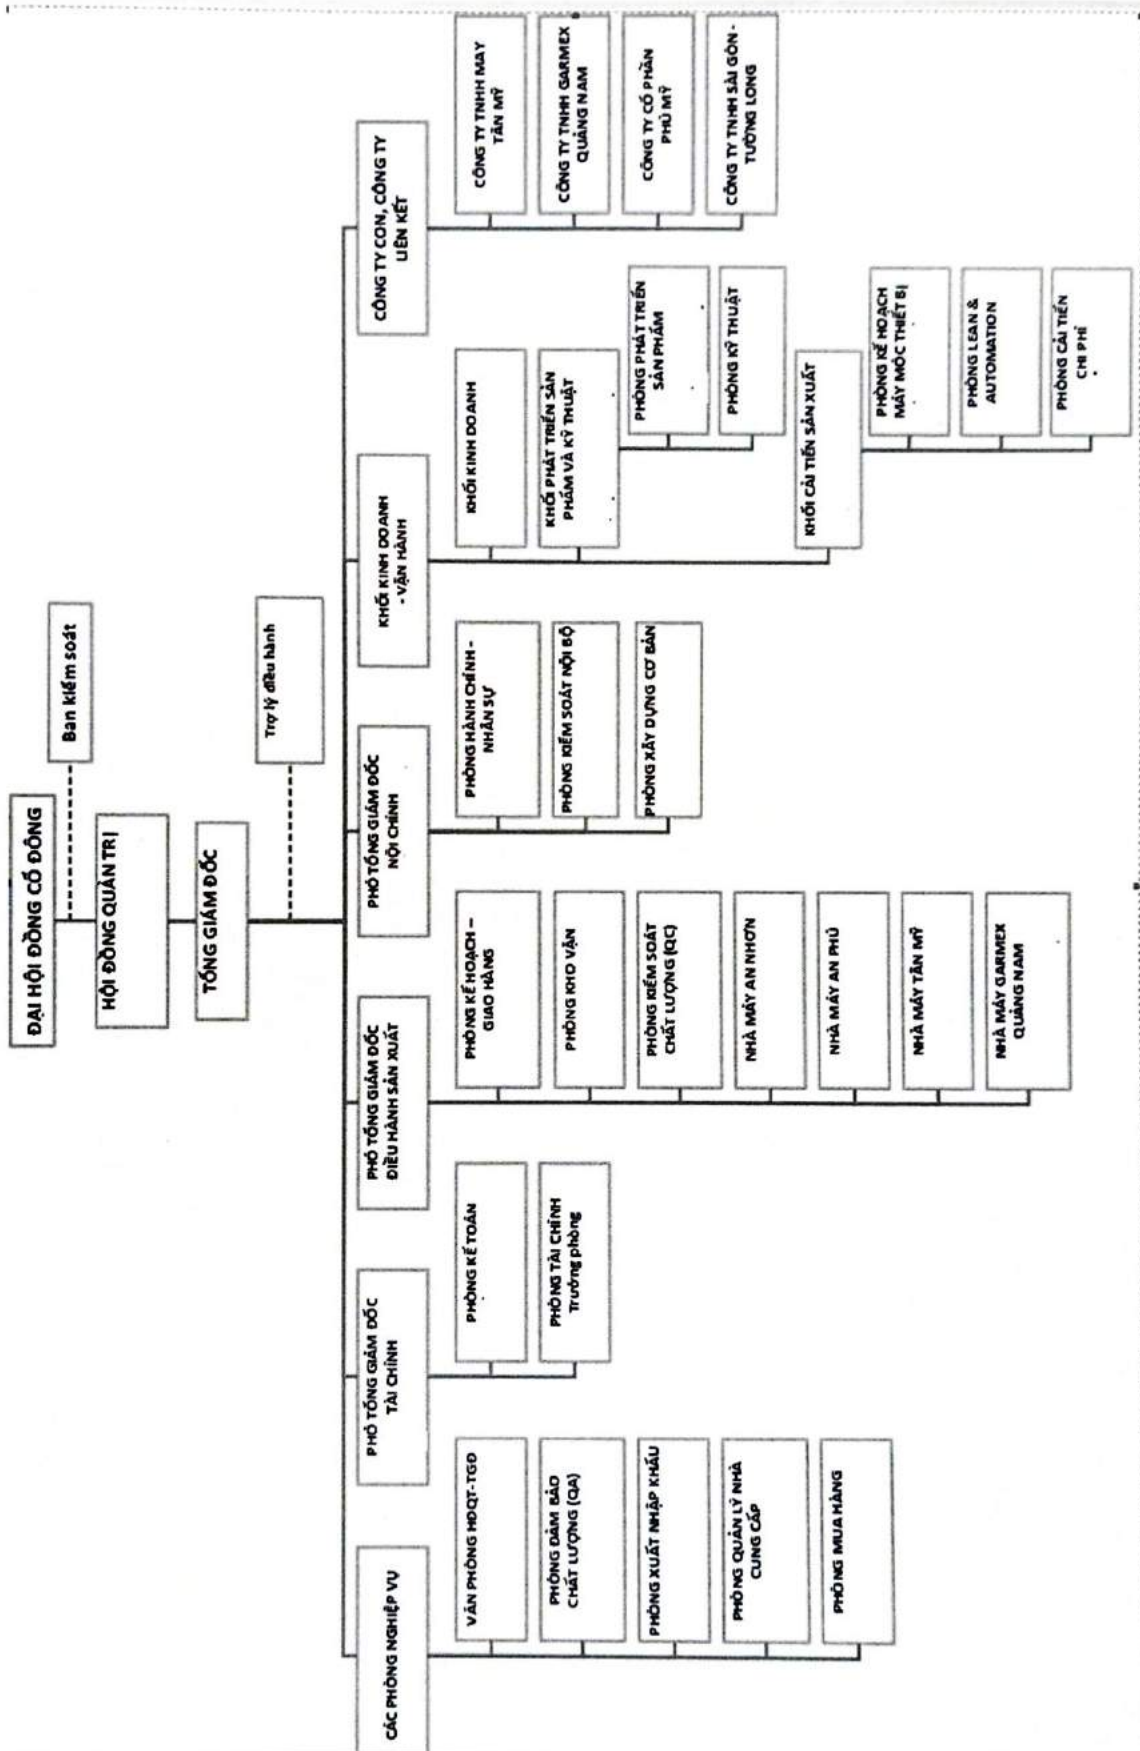 ĐẠI HỘI ĐỒNG CỔ ĐÔNG
Ban kiểm soát
HỘI ĐỒNG QUẢN TRỊ
TỔNG GIÁM ĐỐC
Trợ lý điều hành
CÁC PHÒNG NGHIỆP VỤ
VĂN PHÒNG HĐQT-TGĐ
PHÒNG ĐẢM BẢO
CHẤT LƯỢNG (QA)
PHÒNG XUẤT NHẬP KHẨU
PHÒNG QUẢN LÝ NHÀ
CUNG CẤP
PHÒNG MUA HÀNG
PHÓ TỔNG GIÁM ĐỐC
TÀI CHÍNH
PHÒNG KẾ TOÁN
PHÒNG TÀI CHÍNH
Trưởng phòng
PHÓ TỔNG GIÁM ĐỐC
ĐIỀU HÀNH SẢN XUẤT
PHÒNG KẾ HOẠCH –
GIAO HÀNG
PHÒNG KHO VẬN
PHÒNG KIỂM SOÁT
CHẤT LƯỢNG (QC)
NHÀ MÁY AN NHƠN
NHÀ MÁY AN PHÚ
NHÀ MÁY TÂN MỸ
NHÀ MÁY GARMEX
QUẢNG NAM
PHÓ TỔNG GIÁM ĐỐC
NỘI CHÍNH
PHÒNG HÀNH CHÍNH -
NHÂN SỰ
PHÒNG KIỂM SOÁT NỘI BỘ
PHÒNG XÂY DỰNG CƠ BẢN
KHỐI KINH DOANH
- VẬN HÀNH
KHỐI KINH DOANH
KHỐI PHÁT TRIỂN SẢN
PHẨM VÀ KỸ THUẬT
PHÒNG PHÁT TRIỂN
SẢN PHẨM
PHÒNG KỸ THUẬT
KHỐI CẢI TIẾN SẢN XUẤT
PHÒNG KẾ HOẠCH
MÁY MÓC THIẾT BỊ
PHÒNG LEAN &
AUTOMATION
PHÒNG CẢI TIẾN
CHI PHÍ
CÔNG TY CON, CÔNG TY
LIÊN KẾT
CÔNG TY TNHH MAY
TÂN MỸ
CÔNG TY TNHH GARMEX
QUẢNG NAM
CÔNG TY CỔ PHẦN
PHÚ MỸ
CÔNG TY TNHH SÀI GÒN -
TƯỜNG LONG